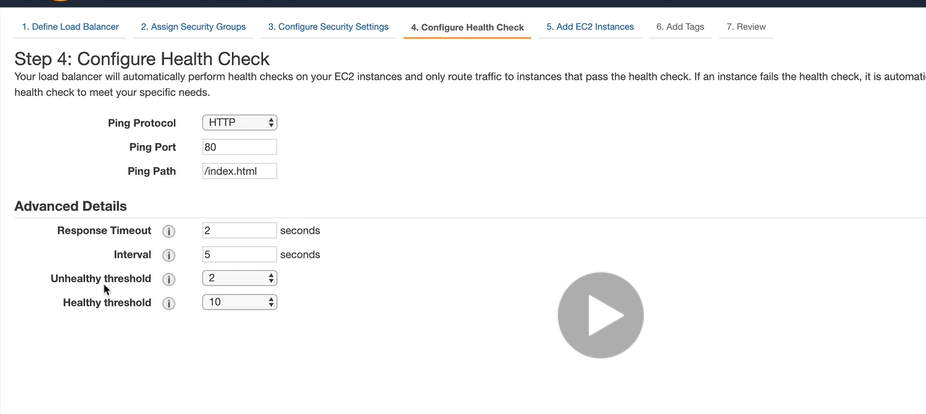 1. Define Load Balancer 2. Assign Security Groups 3. Configure Security Settings 4. Configure Health Check 5. Add EC2 Instances 6. Add Tags 7. Review
Step 4: Configure Health Check
Your load balancer will automatically perform health checks on your EC2 instances and only route traffic to instances that pass the health check. If an instance fails the health check, it is automati
health check to meet your specific needs.
Ping Protocol HTTP
Ping Port 80
Ping Path /index.html
Advanced Details
Response Timeout i 2 seconds
Interval i 5 seconds
Unhealthy threshold i 2
Healthy threshold i 10